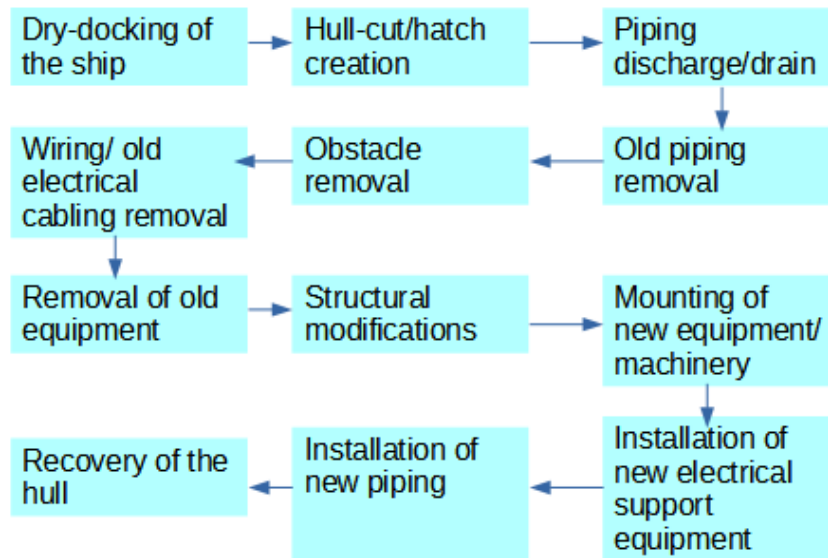 Dry-docking of
the ship
Hull-cut/hatch
creation
Piping
discharge/drain
Old piping
removal
Obstacle
removal
Wiring/ old
electrical
cabling removal
Removal of old
equipment
Structural
modifications
Mounting of
new equipment/
machinery
Installation of
new electrical
support
equipment
Installation of
new piping
Recovery of the
hull